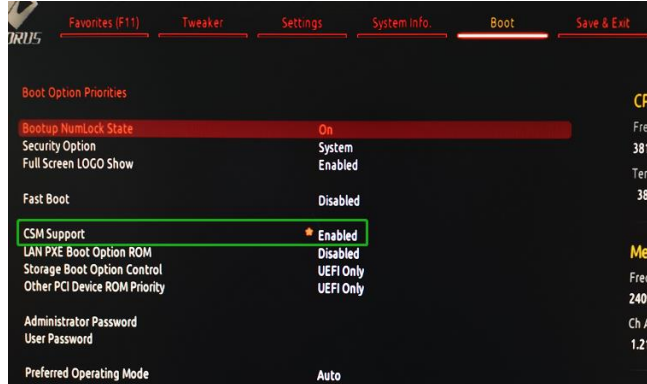 Favorites (F11) Tweaker Settings System Info. Boot Save & Exit
ORUS
Boot Option Priorities
Bootup NumLock State On
Security Option System
Full Screen LOGO Show Enabled
Fast Boot Disabled
CSM Support Enabled
LAN PXE Boot Option ROM Disabled
Storage Boot Option Control UEFI Only
Other PCI Device ROM Priority UEFI Only
Administrator Password
User Password
Preferred Operating Mode Auto